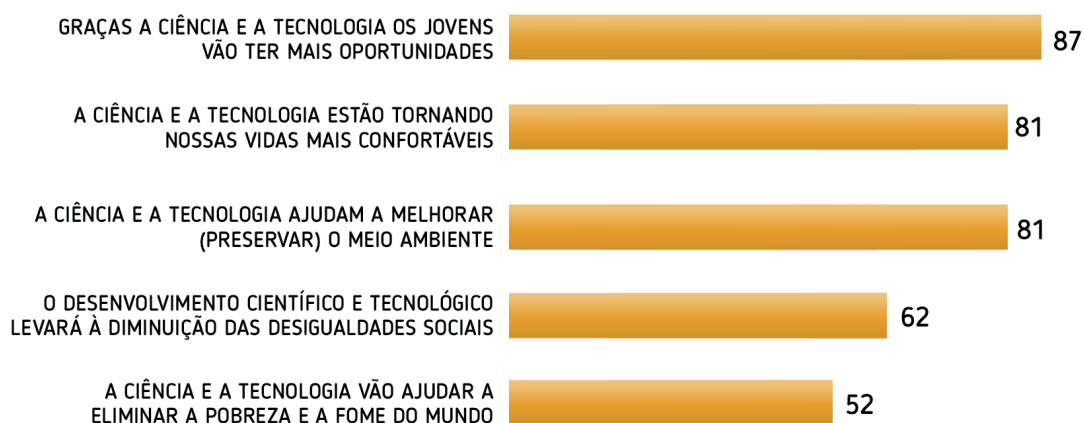 GRAÇAS A CIÊNCIA E A TECNOLOGIA OS JOVENS
VÃO TER MAIS OPORTUNIDADES
87
A CIÊNCIA E A TECNOLOGIA ESTÃO TORNANDO
NOSSAS VIDAS MAIS CONFORTÁVEIS
81
A CIÊNCIA E A TECNOLOGIA AJUDAM A MELHORAR
(PRESERVAR) O MEIO AMBIENTE
81
O DESENVOLVIMENTO CIENTÍFICO E TECNOLÓGICO
LEVARÁ À DIMINUIÇÃO DAS DESIGUALDADES SOCIAIS
62
A CIÊNCIA E A TECNOLOGIA VÃO AJUDAR A
ELIMINAR A POBREZA E A FOME DO MUNDO
52